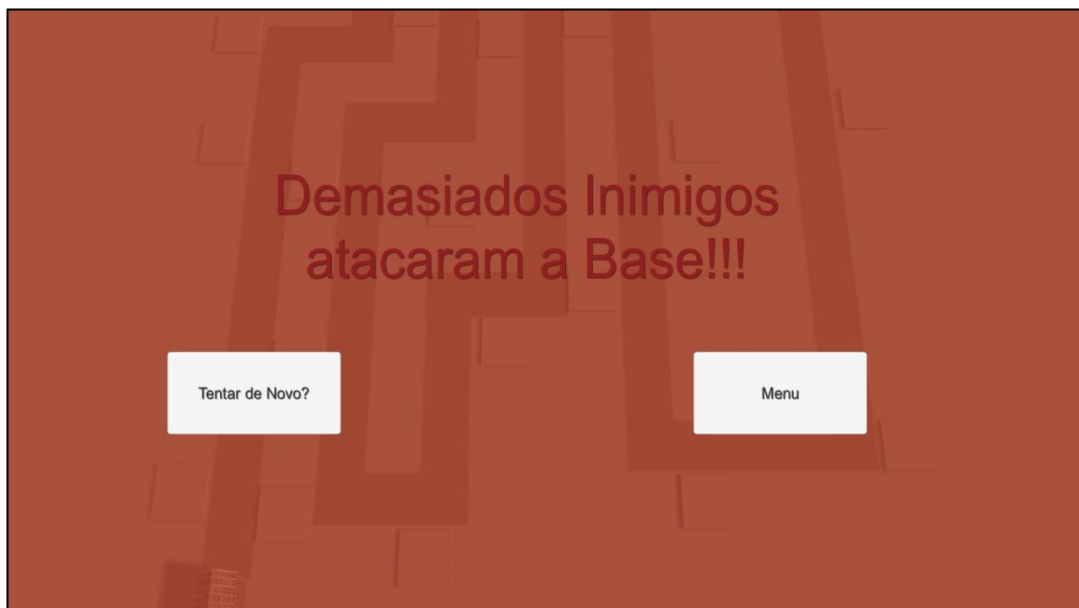 Demasiados Inimigos
atacaram a Base!!!
Tentar de Novo?
Menu